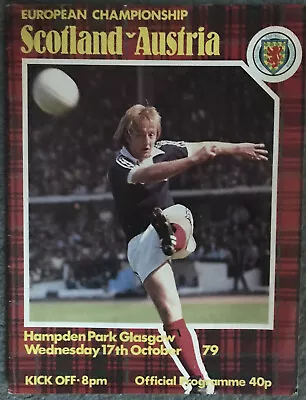 EUROPEAN CHAMPIONSHIP
Scotland v Austria
Hampden Park Glasgow
Wednesday 17th October 79
KICK OFF · 8pm Official Programme 40p